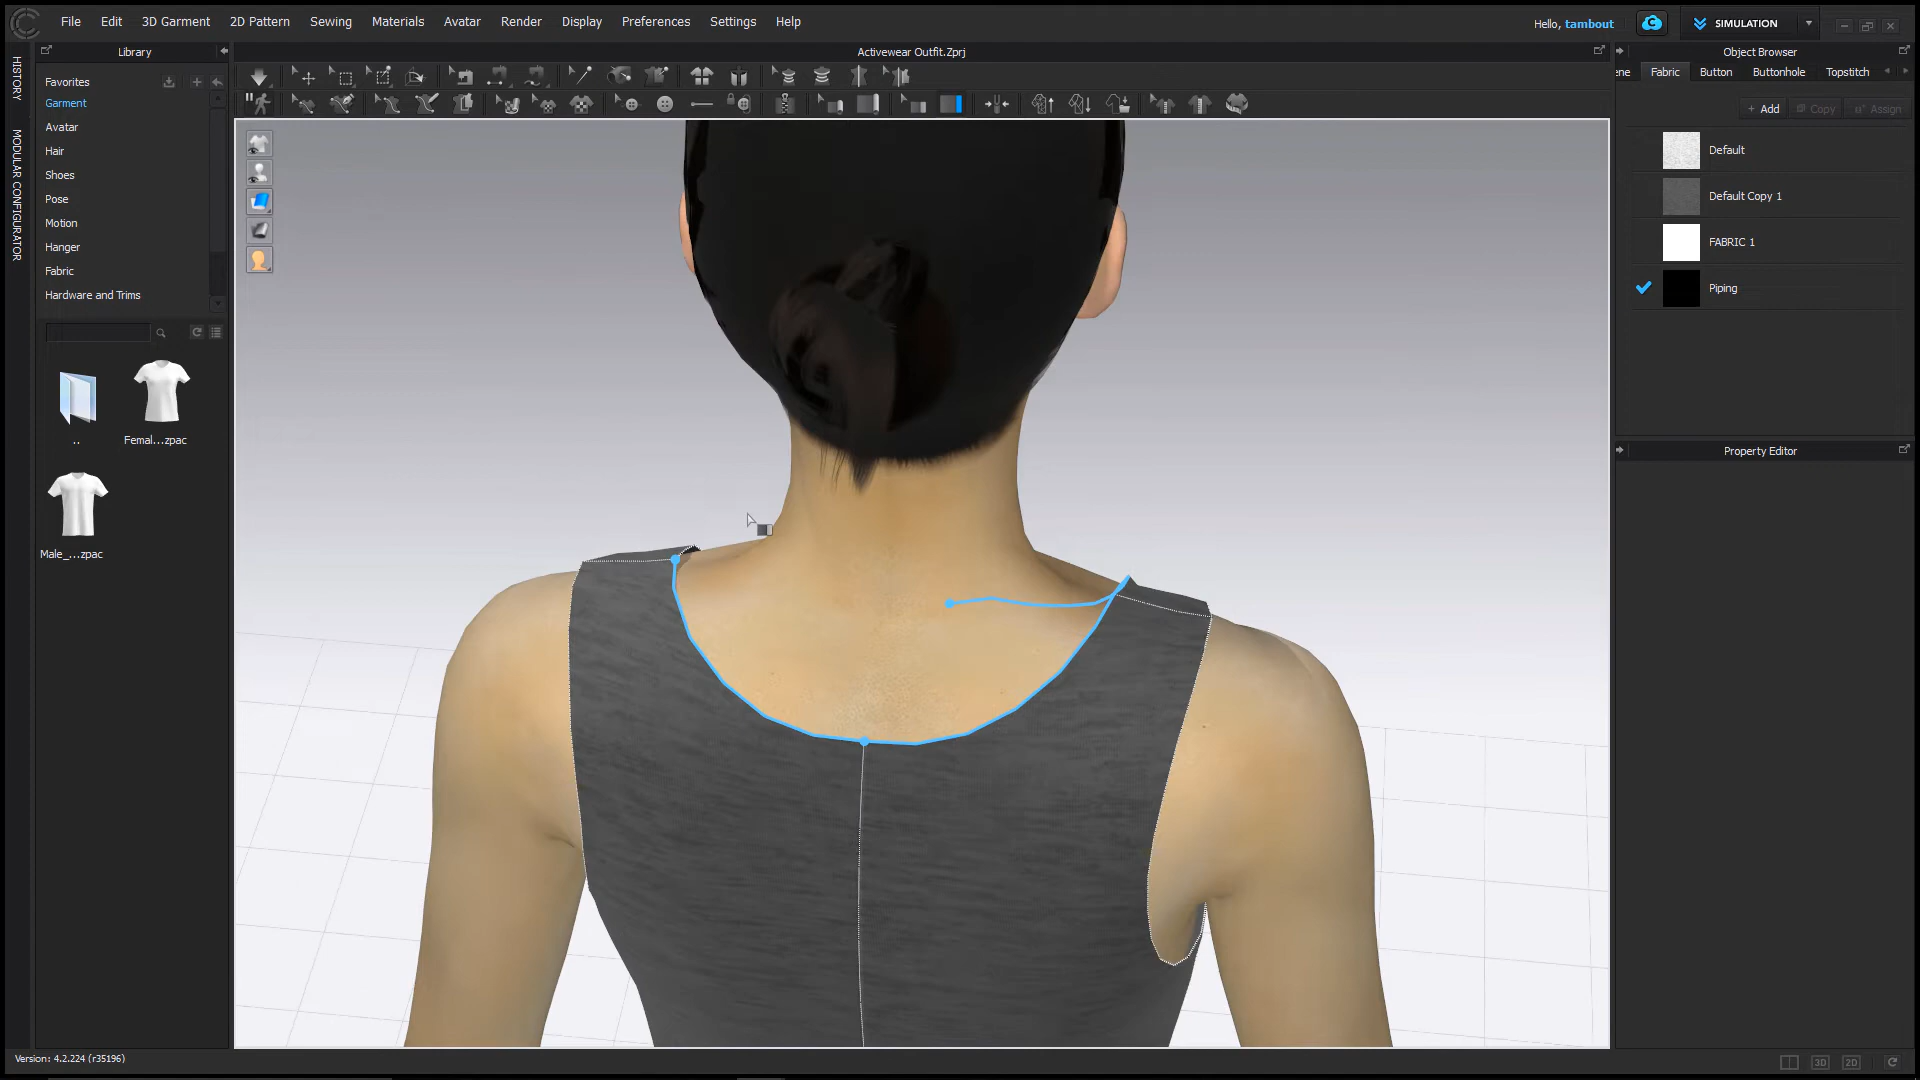 File Edit 3D Garment 2D Pattern Sewing Materials Avatar Render Display Preferences Settings Help
Hello, tambout
SIMULATION
HISTORY
MODULAR CONFIGURATOR
Library
Activewear Outfit.Zprj
Object Browser
Favorites
Garment
Avatar
Hair
Shoes
Pose
Motion
Hanger
Fabric
Hardware and Trims
..
Femal...zpac
Male_...zpac
ene Fabric Button Buttonhole Topstitch
+ Add Copy Assign
Default
Default Copy 1
FABRIC 1
Piping
Property Editor
Version: 4.2.224 (r35196)
3D 2D